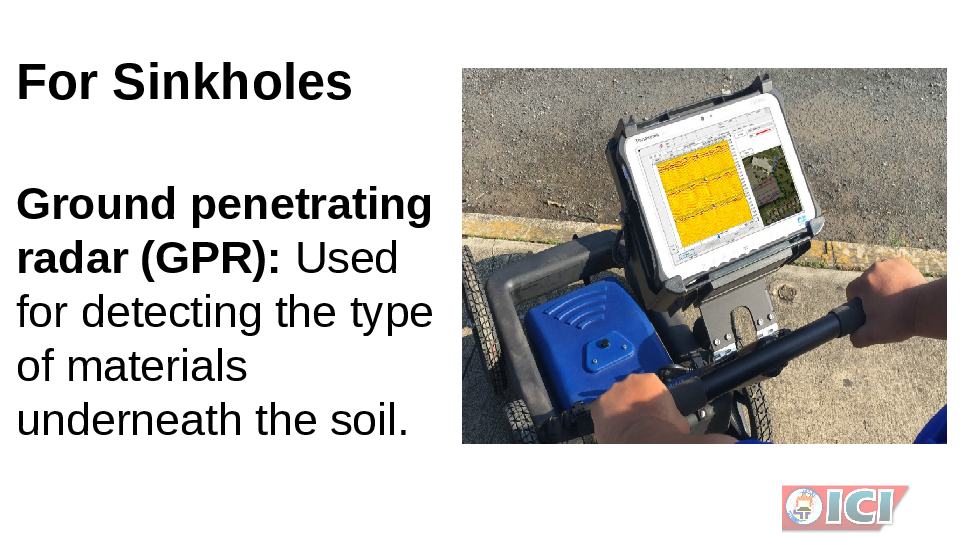 For Sinkholes
Ground penetrating
radar (GPR): Used
for detecting the type
of materials
underneath the soil.
ICI